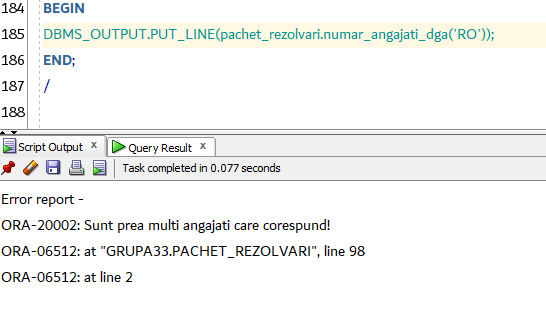 184 BEGIN
185 DBMS_OUTPUT.PUT_LINE(pachet_rezolvari.numar_angajati_dga('RO'));
186 END;
187 /
188
Script Output x Query Result x
Task completed in 0.077 seconds
Error report -
ORA-20002: Sunt prea multi angajati care corespund!
ORA-06512: at "GRUPA33.PACHET_REZOLVARI", line 98
ORA-06512: at line 2